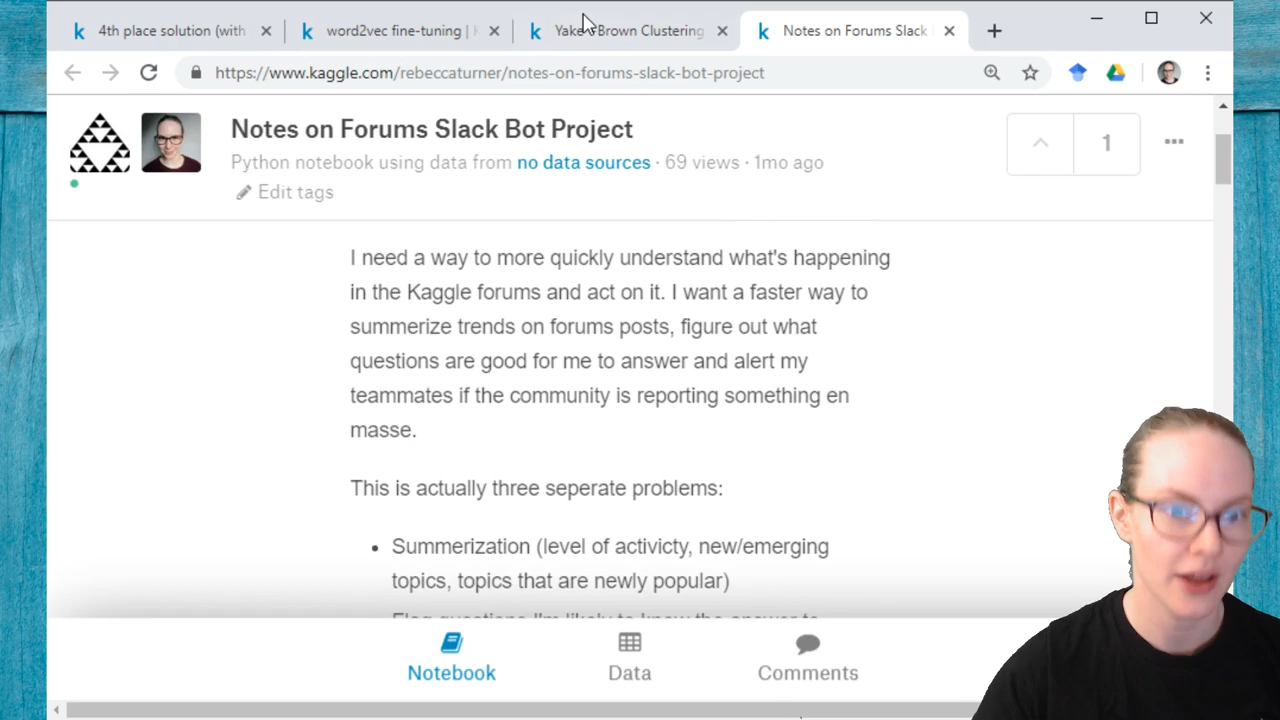 4th place solution (with
word2vec fine-tuning |
Yake Brown Clustering
Notes on Forums Slack
https://www.kaggle.com/rebeccaturner/notes-on-forums-slack-bot-project
Notes on Forums Slack Bot Project
Python notebook using data from no data sources · 69 views · 1mo ago
Edit tags
1
I need a way to more quickly understand what's happening
in the Kaggle forums and act on it. I want a faster way to
summerize trends on forums posts, figure out what
questions are good for me to answer and alert my
teammates if the community is reporting something en
masse.
This is actually three seperate problems:
• Summerization (level of activicty, new/emerging
topics, topics that are newly popular)
Notebook
Data
Comments